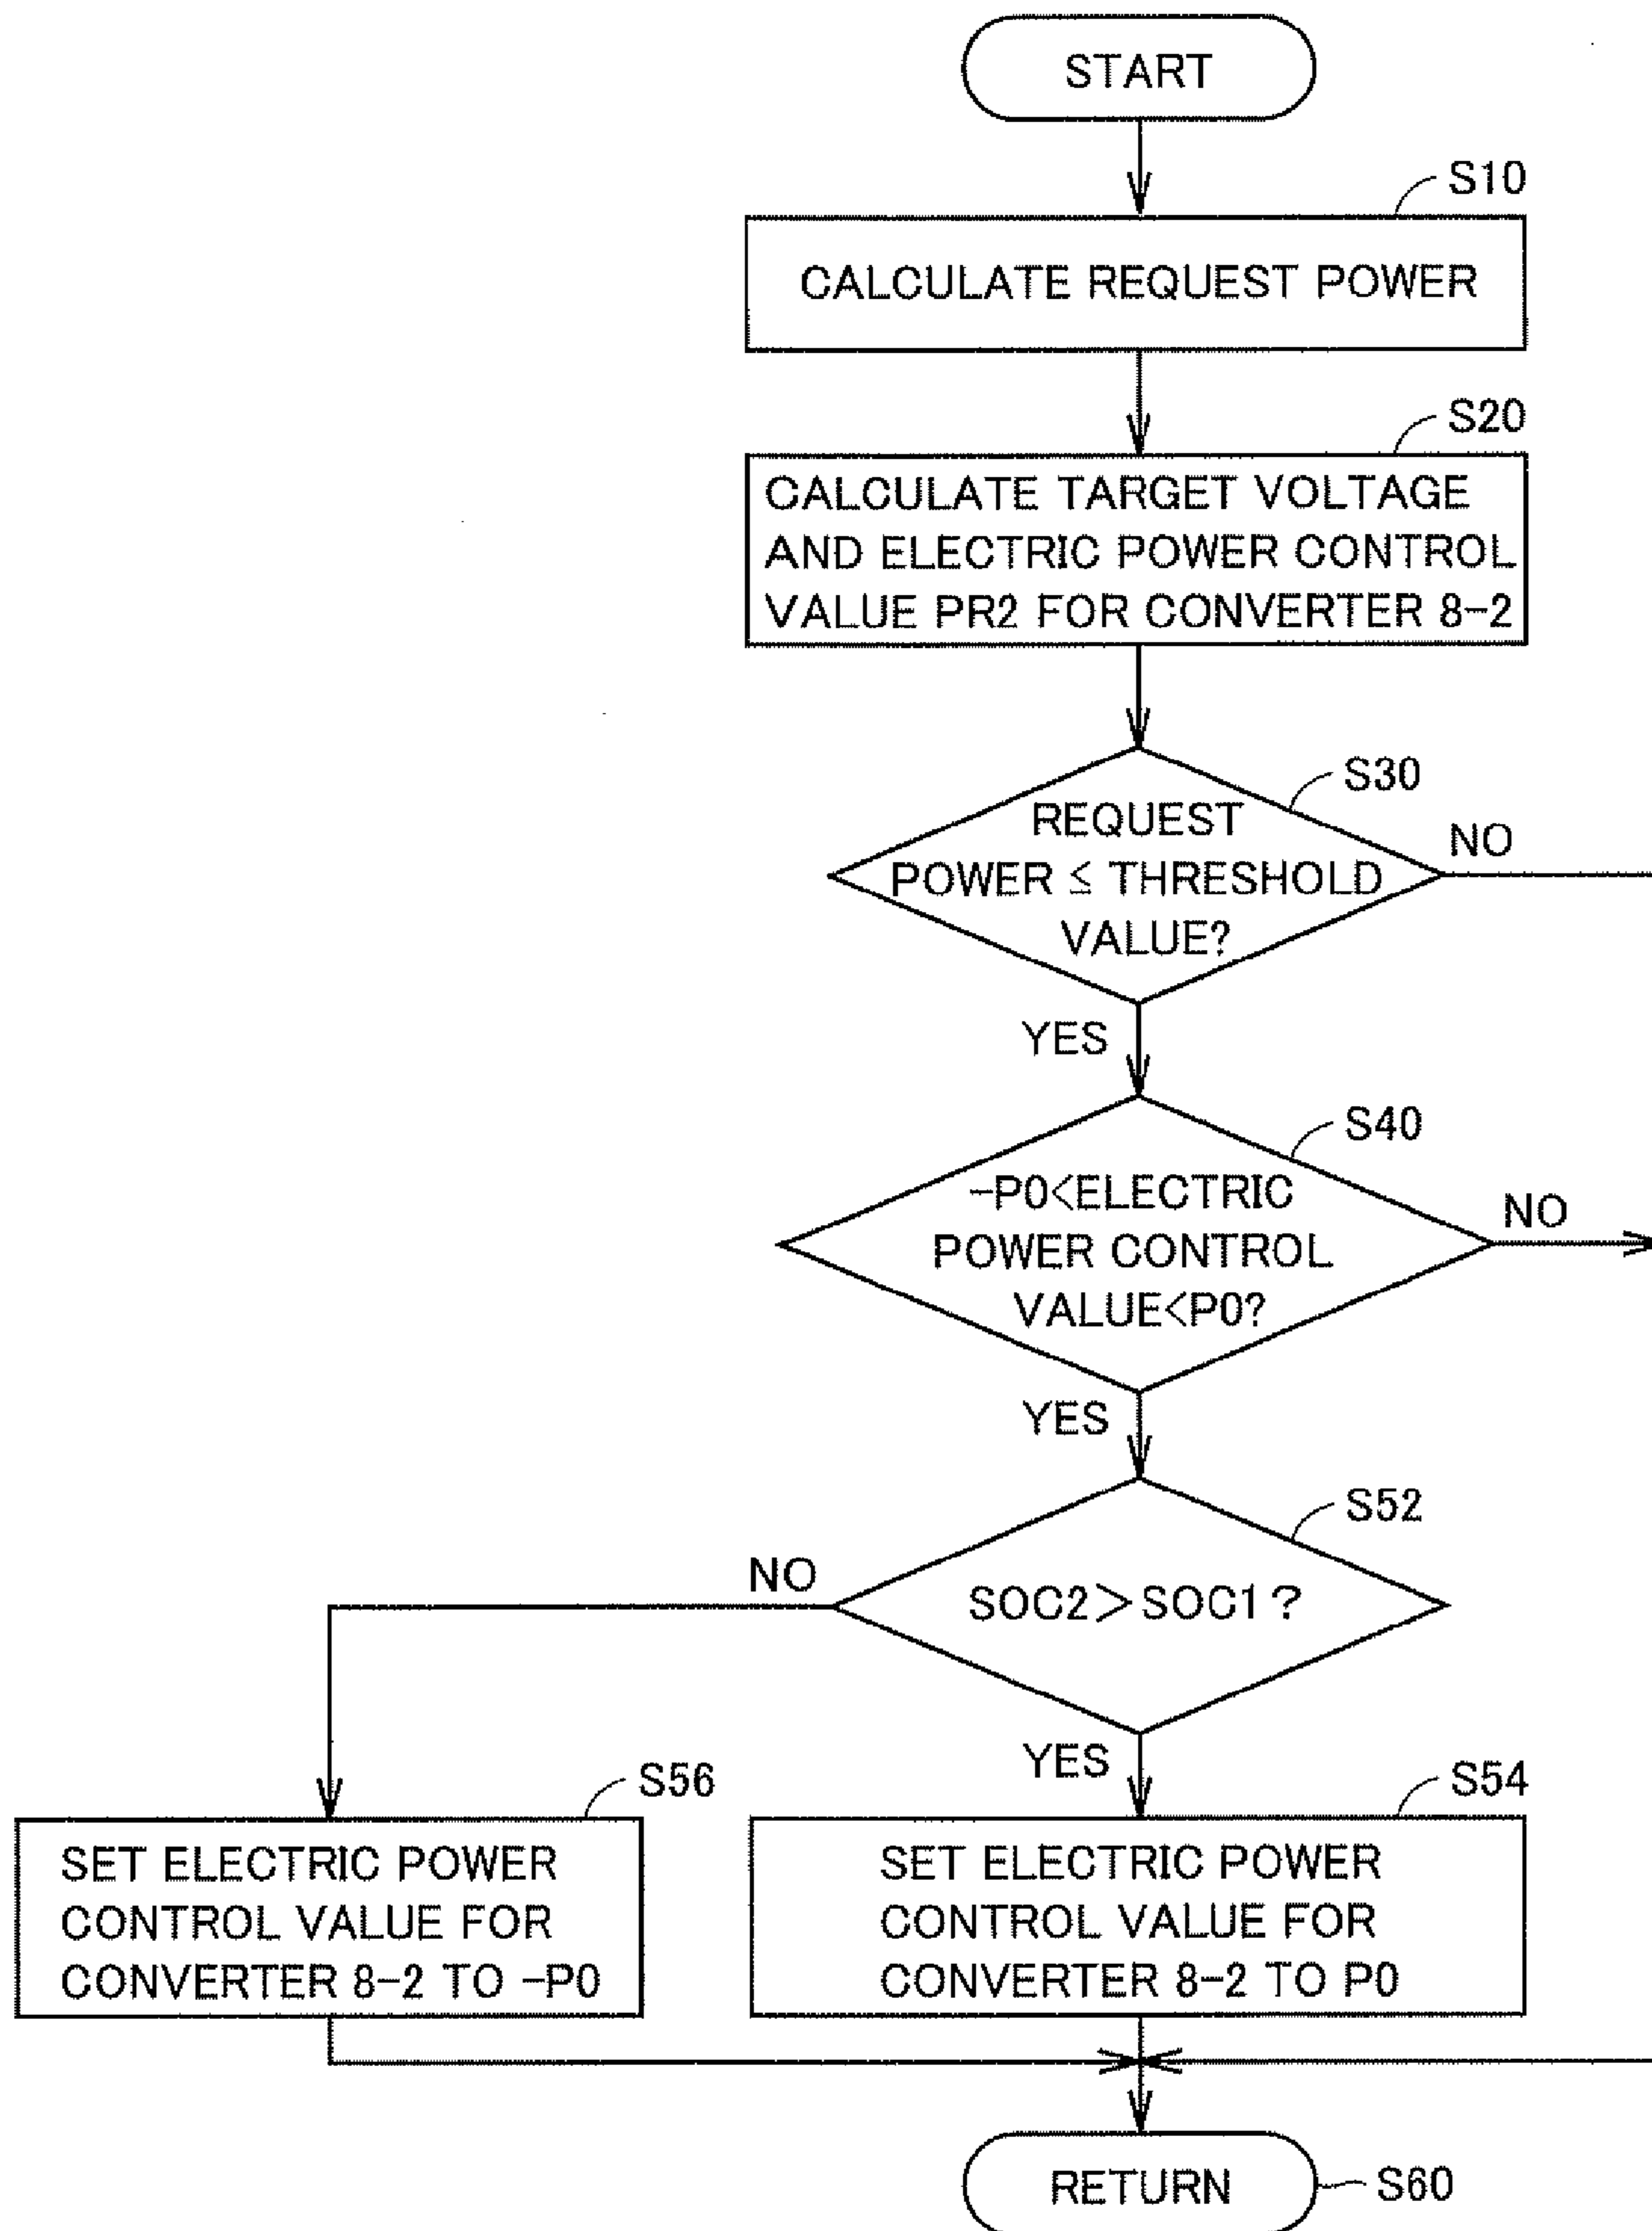 START
S10
CALCULATE REQUEST POWER
S20
CALCULATE TARGET VOLTAGE
AND ELECTRIC POWER CONTROL
VALUE PR2 FOR CONVERTER 8-2
S30
REQUEST
POWER ≦ THRESHOLD
VALUE?
NO
YES
S40
-P0<ELECTRIC
POWER CONTROL
VALUE<P0?
NO
YES
S52
SOC2>SOC1?
NO
YES
S56
SET ELECTRIC POWER
CONTROL VALUE FOR
CONVERTER 8-2 TO -P0
S54
SET ELECTRIC POWER
CONTROL VALUE FOR
CONVERTER 8-2 TO P0
RETURN
S60